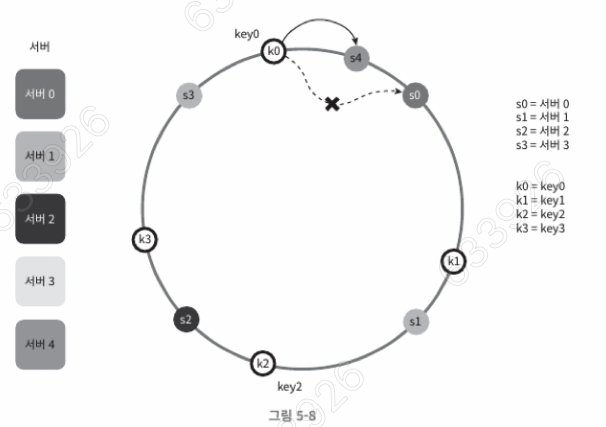 서버
서버 0
서버 1
서버 2
서버 3
서버 4
key0
k0
s4
s3
s0
k3
k1
s2
s1
k2
key2
s0 = 서버 0
s1 = 서버 1
s2 = 서버 2
s3 = 서버 3
k0 = key0
k1 = key1
k2 = key2
k3 = key3
그림 5-8
633926